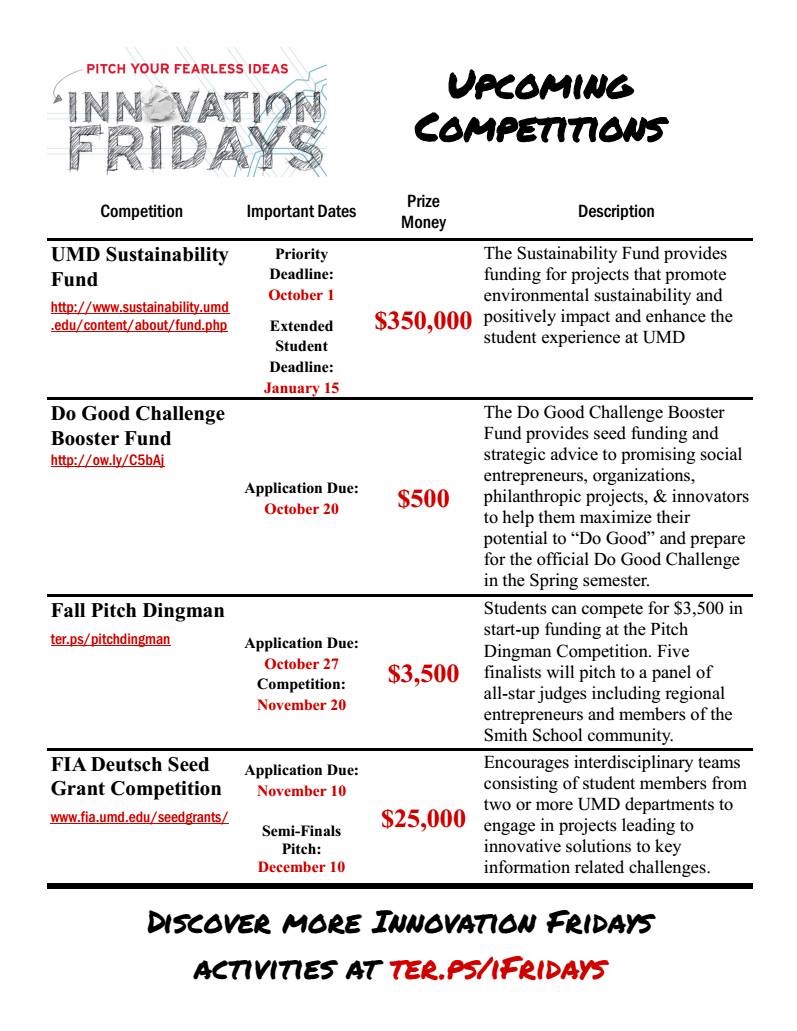 PITCH YOUR FEARLESS IDEAS
INNOVATION
FRIDAYS
UPCOMING
COMPETITIONS
Competition
Important Dates
Prize
Money
Description
UMD Sustainability
Fund
http://www.sustainability.umd
.edu/content/about/fund.php
Priority
Deadline:
October 1
Extended
Student
Deadline:
January 15
$350,000
The Sustainability Fund provides
funding for projects that promote
environmental sustainability and
positively impact and enhance the
student experience at UMD
Do Good Challenge
Booster Fund
http://ow.ly/C5bAj
Application Due:
October 20
$500
The Do Good Challenge Booster
Fund provides seed funding and
strategic advice to promising social
entrepreneurs, organizations,
philanthropic projects, & innovators
to help them maximize their
potential to “Do Good” and prepare
for the official Do Good Challenge
in the Spring semester.
Fall Pitch Dingman
ter.ps/pitchdingman
Application Due:
October 27
Competition:
November 20
$3,500
Students can compete for $3,500 in
start-up funding at the Pitch
Dingman Competition. Five
finalists will pitch to a panel of
all-star judges including regional
entrepreneurs and members of the
Smith School community.
FIA Deutsch Seed
Grant Competition
www.fia.umd.edu/seedgrants/
Application Due:
November 10
Semi-Finals
Pitch:
December 10
$25,000
Encourages interdisciplinary teams
consisting of student members from
two or more UMD departments to
engage in projects leading to
innovative solutions to key
information related challenges.
DISCOVER MORE INNOVATION FRIDAYS
ACTIVITIES AT TER.PS/IFRIDAYS